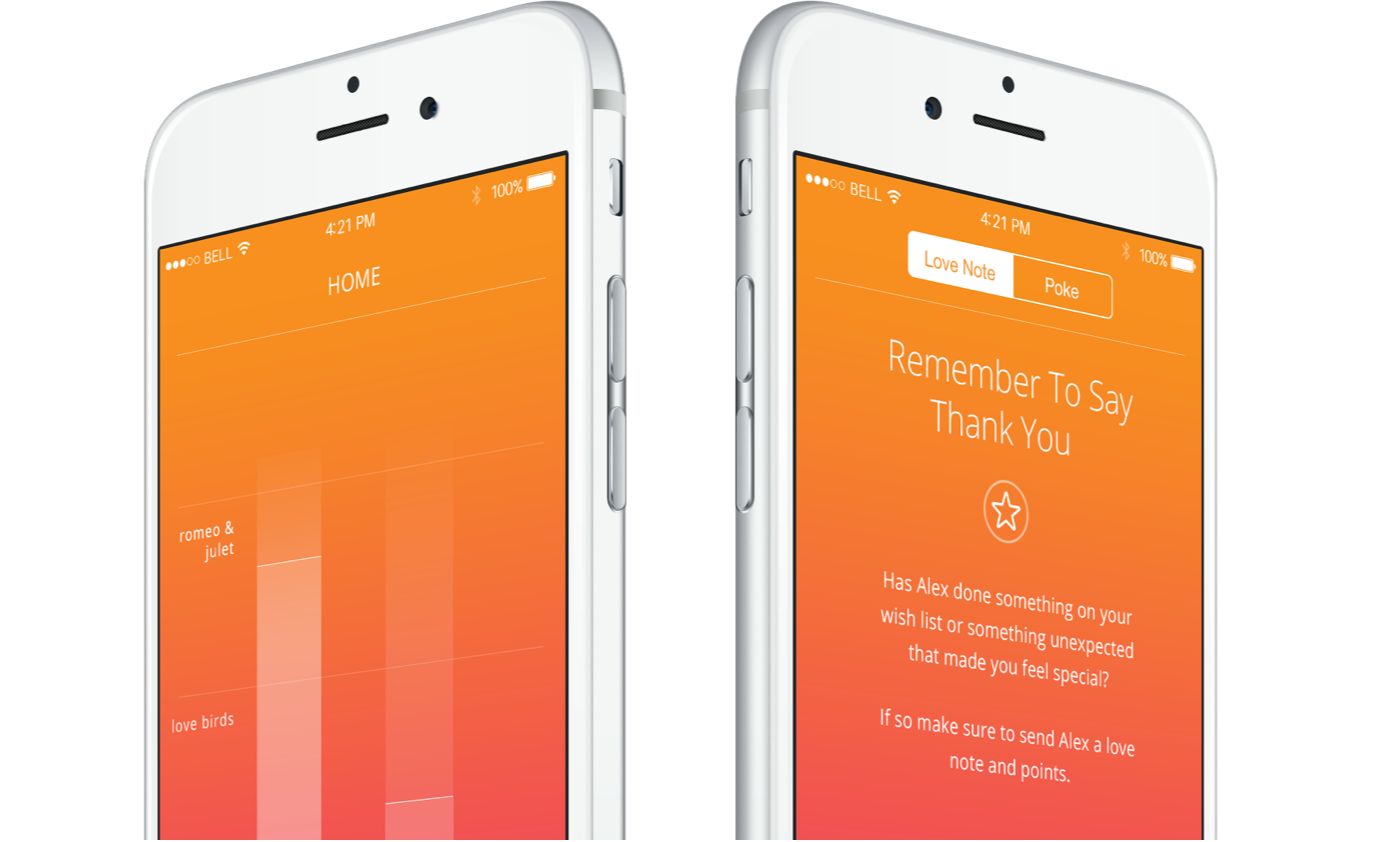 BELL
4:21 PM
100%
HOME
romeo &
julet
love birds
BELL
4:21 PM
100%
Love Note
Poke
Remember To Say
Thank You
Has Alex done something on your
wish list or something unexpected
that made you feel special?
If so make sure to send Alex a love
note and points.